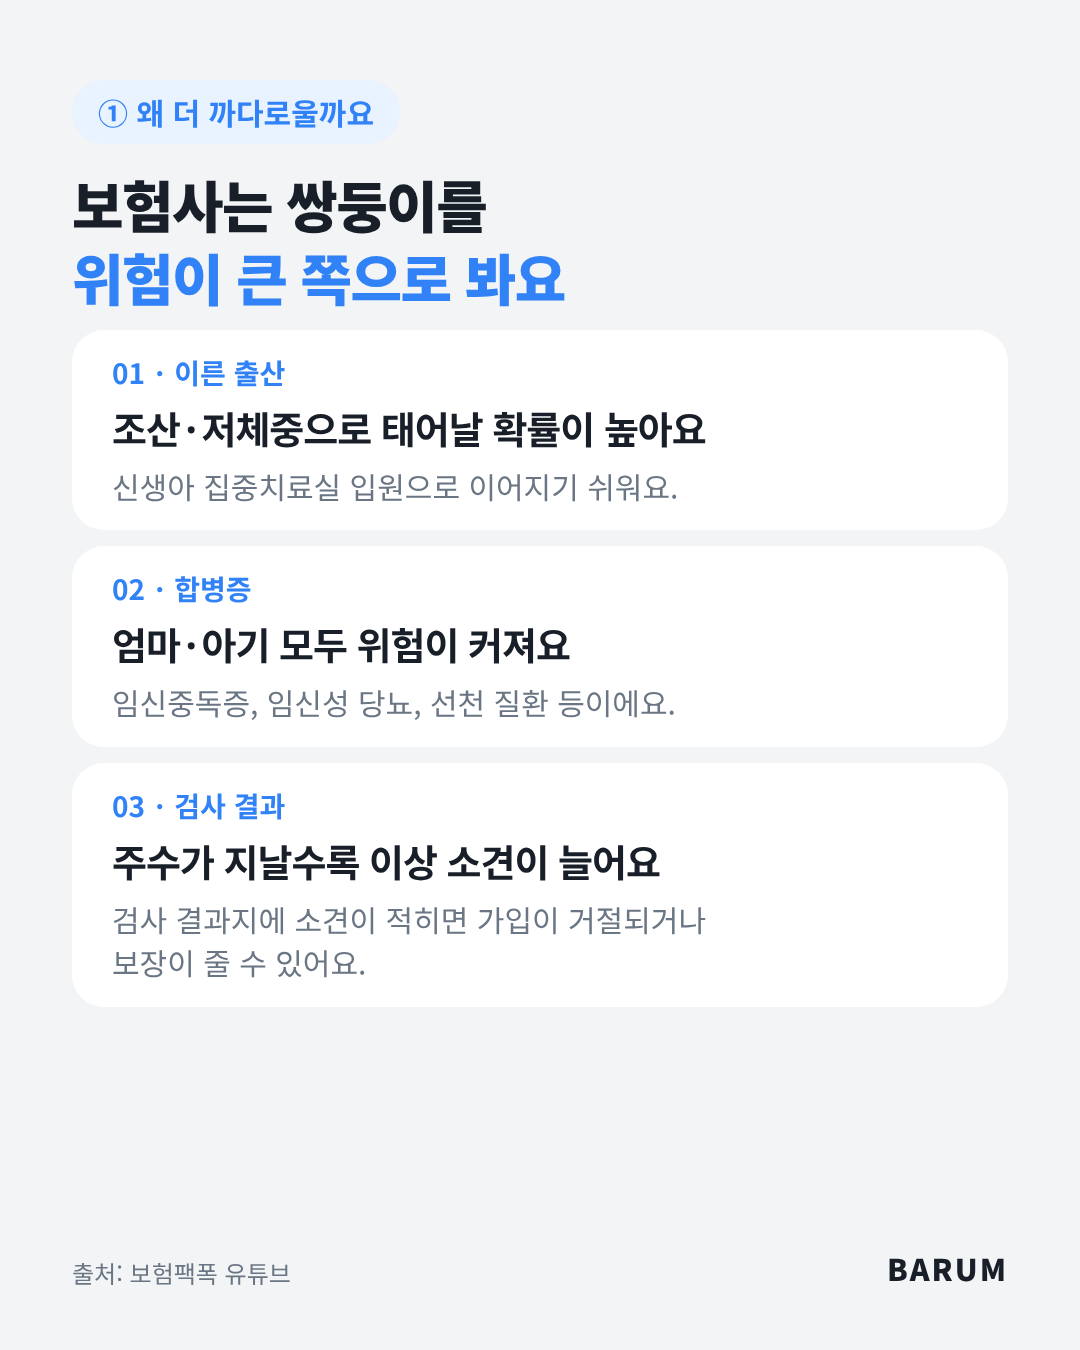 ① 왜 더 까다로울까요
보험사는 쌍둥이를
위험이 큰 쪽으로 봐요
01 · 이른 출산
조산·저체중으로 태어날 확률이 높아요
신생아 집중치료실 입원으로 이어지기 쉬워요.
02 · 합병증
엄마·아기 모두 위험이 커져요
임신중독증, 임신성 당뇨, 선천 질환 등이에요.
03 · 검사 결과
주수가 지날수록 이상 소견이 늘어요
검사 결과지에 소견이 적히면 가입이 거절되거나
보장이 줄 수 있어요.
출처: 보험팩폭 유튜브
BARUM